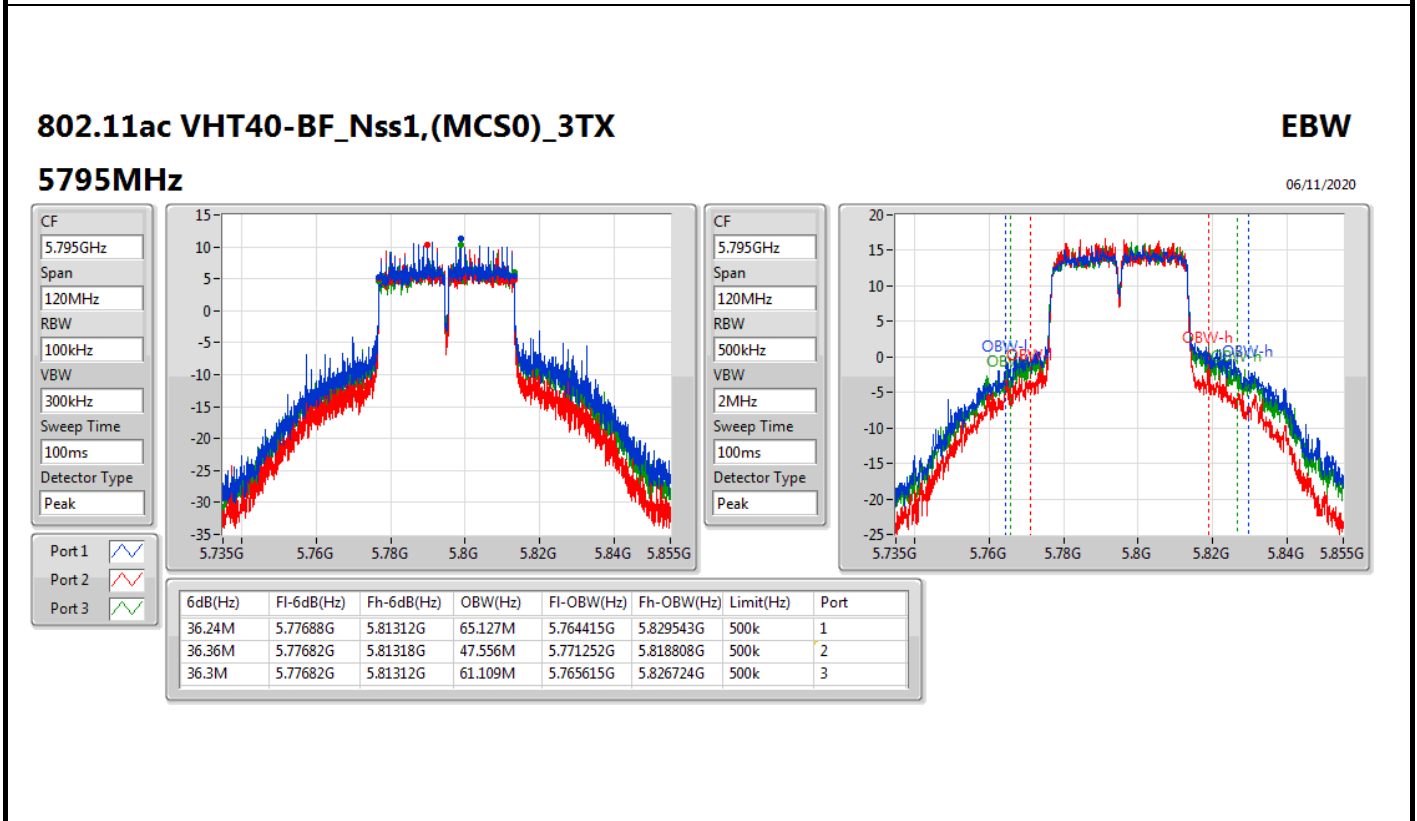 802.11ac VHT40-BF_Nss1,(MCS0)_3TX EBW
5795MHz
06/11/2020
CF
5.795GHz
Span
120MHz
RBW
100kHz
VBW
300kHz
Sweep Time
100ms
Detector Type
Peak
Port 1
Port 2
Port 3
15
10
5
0
-5
-10
-15
-20
-25
-30
-35
5.735G 5.76G 5.78G 5.8G 5.82G 5.84G 5.855G
CF
5.795GHz
Span
120MHz
RBW
500kHz
VBW
2MHz
Sweep Time
100ms
Detector Type
Peak
20
15
10
5
0
-5
-10
-15
-20
-25
OBW-h
5.735G 5.76G 5.78G 5.8G 5.82G 5.84G 5.855G
6dB(Hz) Fl-6dB(Hz) Fh-6dB(Hz) OBW(Hz) Fl-OBW(Hz) Fh-OBW(Hz) Limit(Hz) Port
36.24M 5.77688G 5.81312G 65.127M 5.764415G 5.829543G 500k 1
36.36M 5.77682G 5.81318G 47.556M 5.771252G 5.818808G 500k 2
36.3M 5.77682G 5.81312G 61.109M 5.765615G 5.826724G 500k 3